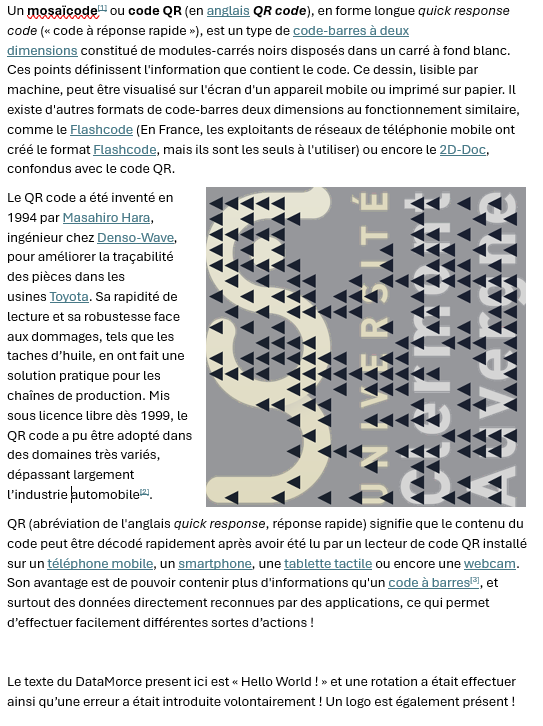 Un mosaïcode[1] ou code QR (en anglais QR code), en forme longue quick response
code (« code à réponse rapide »), est un type de code-barres à deux
dimensions constitué de modules-carrés noirs disposés dans un carré à fond blanc.
Ces points définissent l'information que contient le code. Ce dessin, lisible par
machine, peut être visualisé sur l'écran d'un appareil mobile ou imprimé sur papier. Il
existe d'autres formats de code-barres deux dimensions au fonctionnement similaire,
comme le Flashcode (En France, les exploitants de réseaux de téléphonie mobile ont
créé le format Flashcode, mais ils sont les seuls à l'utiliser) ou encore le 2D-Doc,
confondus avec le code QR.
Le QR code a été inventé en
1994 par Masahiro Hara,
ingénieur chez Denso-Wave,
pour améliorer la traçabilité
des pièces dans les
usines Toyota. Sa rapidité de
lecture et sa robustesse face
aux dommages, tels que les
taches d'huile, en ont fait une
solution pratique pour les
chaînes de production. Mis
sous licence libre dès 1999, le
QR code a pu être adopté dans
des domaines très variés,
dépassant largement
l'industrie automobile[2].
UNIVERSITÉ
Clermont
Auvergne
QR (abréviation de l'anglais quick response, réponse rapide) signifie que le contenu du
code peut être décodé rapidement après avoir été lu par un lecteur de code QR installé
sur un téléphone mobile, un smartphone, une tablette tactile ou encore une webcam.
Son avantage est de pouvoir contenir plus d'informations qu'un code à barres[3], et
surtout des données directement reconnues par des applications, ce qui permet
d'effectuer facilement différentes sortes d'actions !
Le texte du DataMorce present ici est « Hello World ! » et une rotation a était effectuer
ainsi qu'une erreur a était introduite volontairement ! Un logo est également présent !